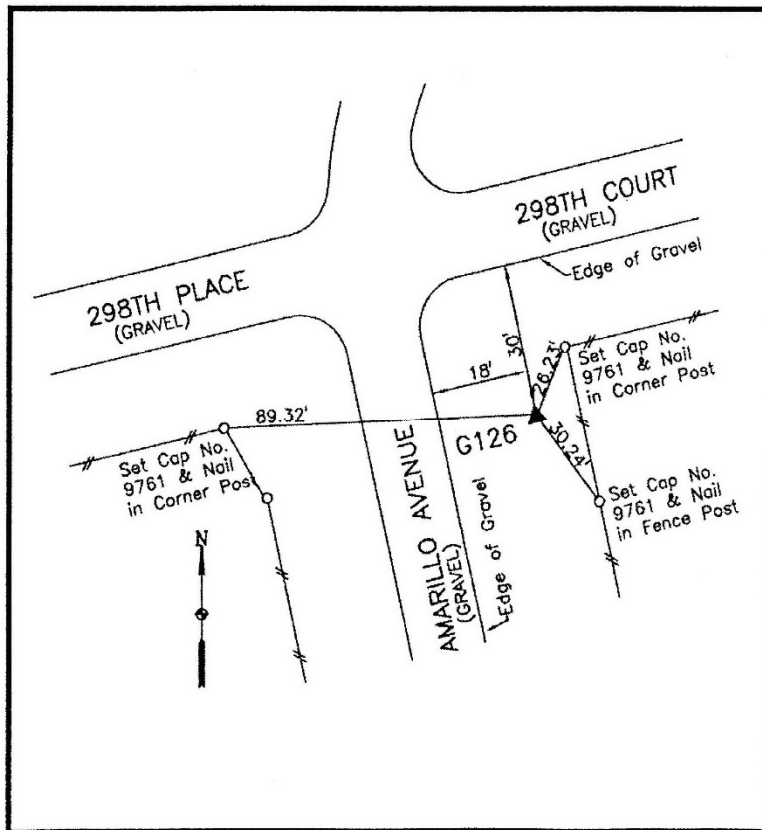 298TH COURT
(GRAVEL)
Edge of Gravel
298TH PLACE
(GRAVEL)
30'
18'
26.23'
Set Cap No.
9761 & Nail
in Corner Post
89.32'
G126
30.24'
Set Cap No.
9761 & Nail
in Corner Post
Set Cap No.
9761 & Nail
in Fence Post
AMARILLO AVENUE
(GRAVEL)
Edge of Gravel
N